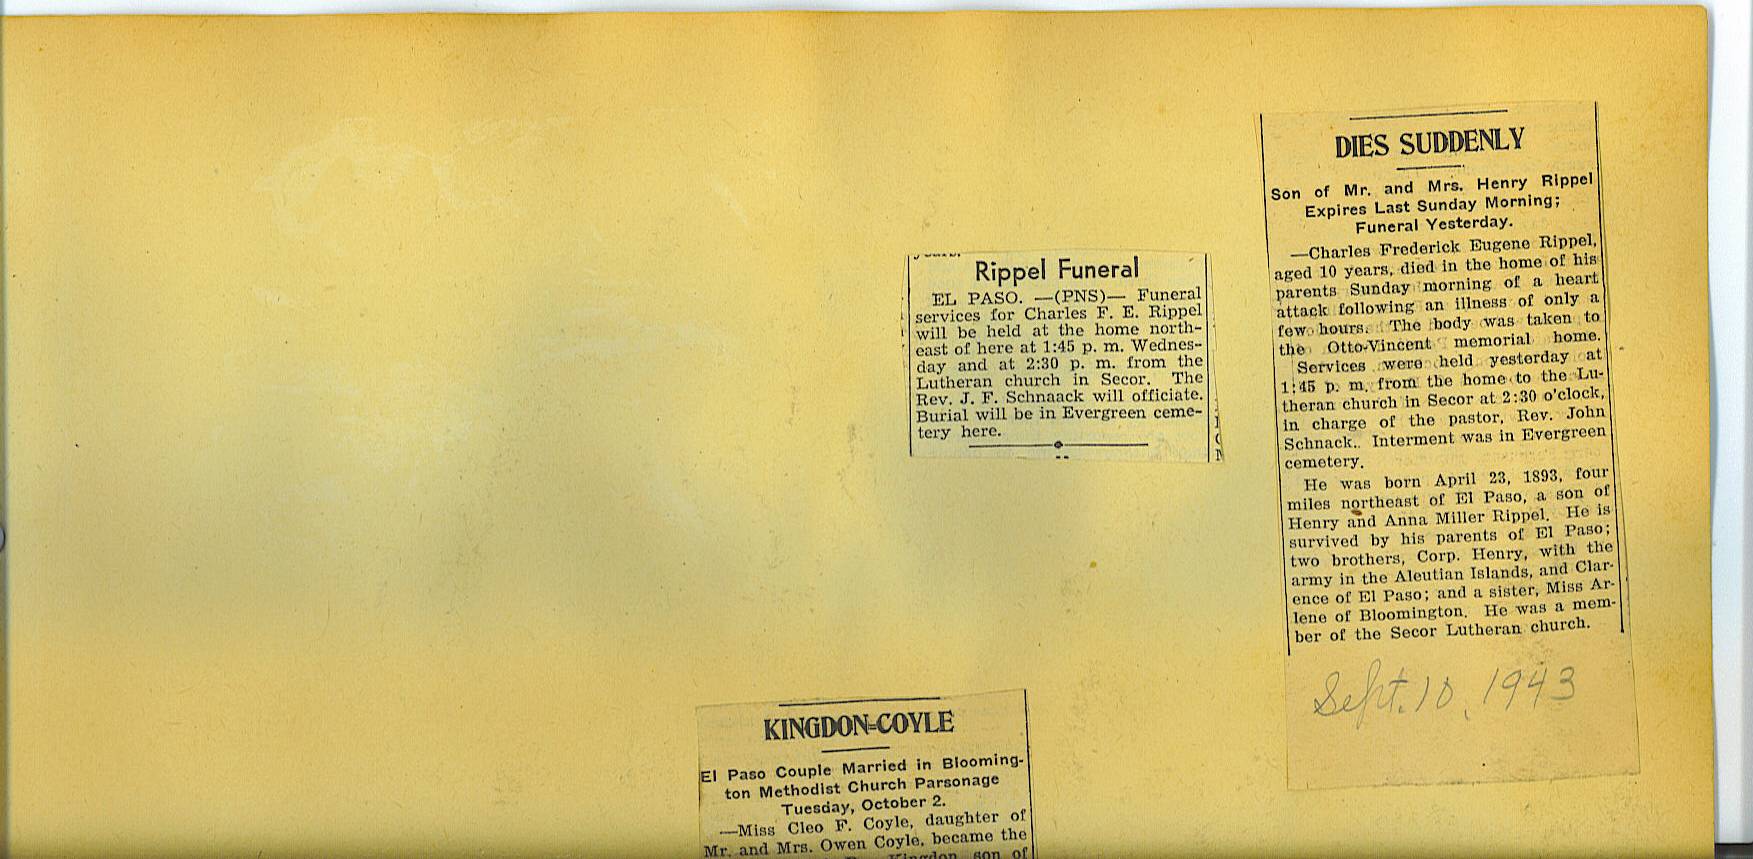 Rippel Funeral
EL PASO. —(PNS)— Funeral
services for Charles F. E. Rippel
will be held at the home north-
east of here at 1:45 p. m. Wednes-
day and at 2:30 p. m. from the
Lutheran church in Secor. The
Rev. J. F. Schnaack will officiate.
Burial will be in Evergreen ceme-
tery here.
DIES SUDDENLY
Son of Mr. and Mrs. Henry Rippel
Expires Last Sunday Morning;
Funeral Yesterday.
—Charles Frederick Eugene Rippel,
aged 10 years, died in the home of his
parents Sunday morning of a heart
attack following an illness of only a
few hours. The body was taken to
the Otto-Vincent memorial home.
Services were held yesterday at
1:45 p. m. from the home to the Lu-
theran church in Secor at 2:30 o'clock,
in charge of the pastor, Rev. John
Schnack.. Interment was in Evergreen
cemetery.
He was born April 23, 1893, four
miles northeast of El Paso, a son of
Henry and Anna Miller Rippel. He is
survived by his parents of El Paso;
two brothers, Corp. Henry, with the
army in the Aleutian Islands, and Clar-
ence of El Paso; and a sister, Miss Ar-
lene of Bloomington. He was a mem-
ber of the Secor Lutheran church.
Sept. 10, 1943
KINGDON-COYLE
El Paso Couple Married in Blooming-
ton Methodist Church Parsonage
Tuesday, October 2.
—Miss Cleo F. Coyle, daughter of
Mr. and Mrs. Owen Coyle, became the
Kingdon, son of